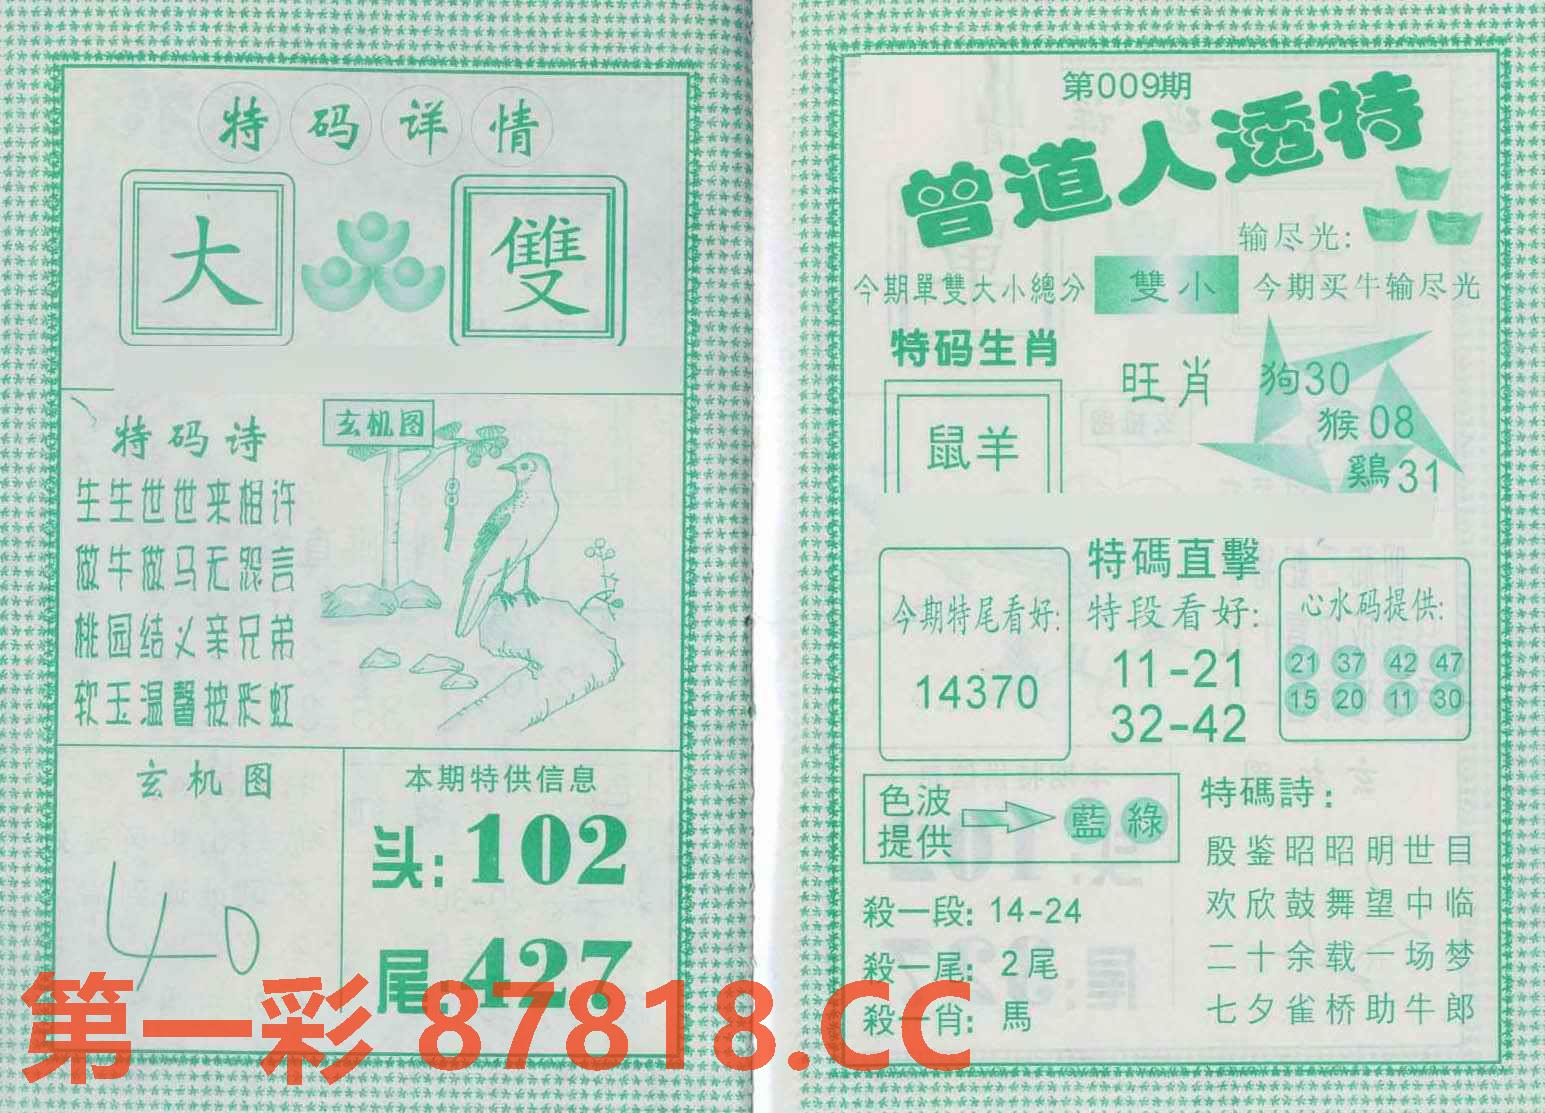 特码详情
大 雙
特码诗
玄机图
生生世世来相许
做牛做马无怨言
桃园结义亲兄弟
软玉温馨披彩虹
玄机图
40
本期特供信息
头:102
尾:427
第009期
曾道人透特
输尽光:
今期單雙大小總分 雙小 今期买牛输尽光
特码生肖
鼠羊
旺肖
狗30
猴08
鷄31
特碼直擊
今期特尾看好:
14370
特段看好:
11-21
32-42
心水码提供:
21 37 42 47
15 20 11 30
色波提供
藍 綠
殺一段: 14-24
殺一尾: 2尾
殺一肖: 馬
特碼詩:
殷鉴昭昭明世目
欢欣鼓舞望中临
二十余载一场梦
七夕雀桥助牛郎
第一彩 87818.CC